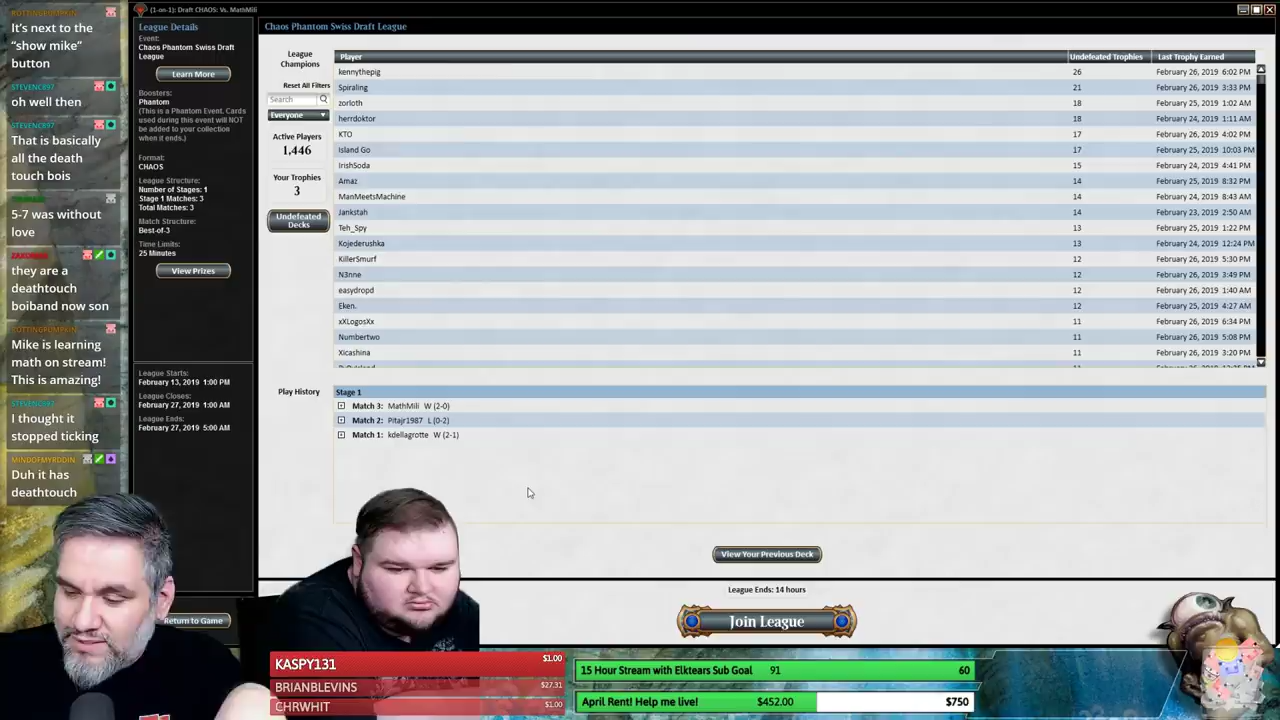 (1-on-1): Draft CHAOS: Vs. MathMili
ROTTINGPUMPKIN
It's next to the
"show mike"
button
STEVENC897
oh well then
STEVENC897
That is basically
all the death
touch bois
5-7 was without
love
they are a
deathtouch
boiband now son
ROTTINGPUMPKIN
Mike is learning
math on stream!
This is amazing!
STEVENC897
I thought it
stopped ticking
MINDOFMYRDDIN
Duh it has
deathtouch
League Details
Event:
Chaos Phantom Swiss Draft
League
Learn More
Boosters:
Phantom
(This is a Phantom Event. Cards
used during this event will NOT
be added to your collection
when it ends.)
Format:
CHAOS
League Structure:
Number of Stages: 1
Stage 1 Matches: 3
Total Matches: 3
Match Structure:
Best-of-3
Time Limits:
25 Minutes
View Prizes
League Starts:
February 13, 2019 1:00 PM
League Closes:
February 27, 2019 1:00 AM
League Ends:
February 27, 2019 5:00 AM
Return to Game
Chaos Phantom Swiss Draft League
League
Champions
Reset All Filters
Search
Everyone
Active Players
1,446
Your Trophies
3
Undefeated
Decks
Player Undefeated Trophies Last Trophy Earned
kennythepig 26 February 26, 2019 6:02 PM
Spiraling 21 February 26, 2019 3:33 PM
zorloth 18 February 25, 2019 1:02 AM
herrdoktor 18 February 24, 2019 1:11 AM
KTO 17 February 26, 2019 4:02 PM
Island Go 17 February 25, 2019 10:03 PM
IrishSoda 15 February 24, 2019 4:41 PM
Amaz 14 February 25, 2019 8:32 PM
ManMeetsMachine 14 February 24, 2019 8:43 AM
Jankstah 14 February 23, 2019 2:50 AM
Teh_Spy 13 February 25, 2019 1:22 PM
Kojederushka 13 February 24, 2019 12:24 PM
KillerSmurf 12 February 26, 2019 5:30 PM
N3nne 12 February 26, 2019 3:49 PM
easydropd 12 February 26, 2019 1:40 AM
Eken. 12 February 25, 2019 4:27 AM
xXLogosXx 11 February 26, 2019 6:34 PM
Numbertwo 11 February 26, 2019 5:08 PM
Xicashina 11 February 26, 2019 3:20 PM
Play History
Stage 1
Match 3: MathMili W (2-0)
Match 2: Pitajr1987 L (0-2)
Match 1: kdellagrotte W (2-1)
View Your Previous Deck
League Ends: 14 hours
Join League
KASPY131 $1.00
BRIANBLEVINS $27.31
CHRWHIT $1.00
15 Hour Stream with Elktears Sub Goal 91 60
April Rent! Help me live! $452.00 $750